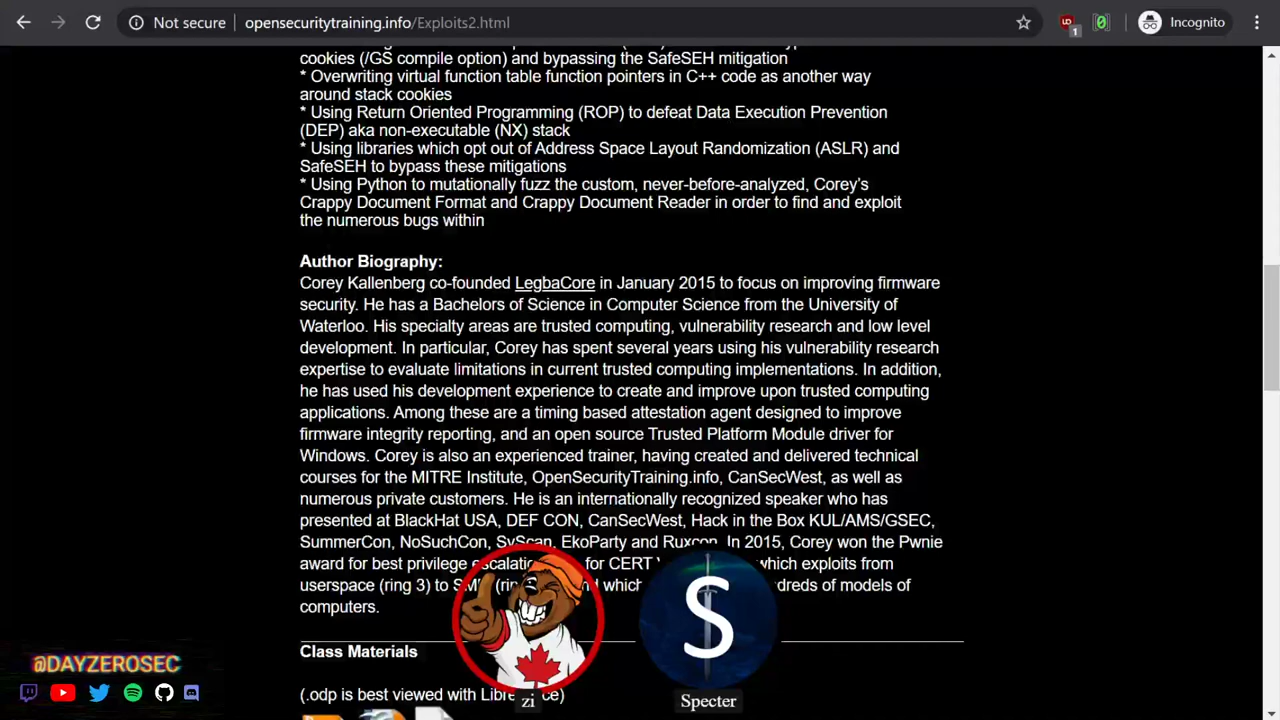 Not secure
opensecuritytraining.info/Exploits2.html
1
Incognito
cookies (/GS compile option) and bypassing the SafeSEH mitigation
* Overwriting virtual function table function pointers in C++ code as another way
around stack cookies
* Using Return Oriented Programming (ROP) to defeat Data Execution Prevention
(DEP) aka non-executable (NX) stack
* Using libraries which opt out of Address Space Layout Randomization (ASLR) and
SafeSEH to bypass these mitigations
* Using Python to mutationally fuzz the custom, never-before-analyzed, Corey's
Crappy Document Format and Crappy Document Reader in order to find and exploit
the numerous bugs within
Author Biography:
Corey Kallenberg co-founded LegbaCore in January 2015 to focus on improving firmware
security. He has a Bachelors of Science in Computer Science from the University of
Waterloo. His specialty areas are trusted computing, vulnerability research and low level
development. In particular, Corey has spent several years using his vulnerability research
expertise to evaluate limitations in current trusted computing implementations. In addition,
he has used his development experience to create and improve upon trusted computing
applications. Among these are a timing based attestation agent designed to improve
firmware integrity reporting, and an open source Trusted Platform Module driver for
Windows. Corey is also an experienced trainer, having created and delivered technical
courses for the MITRE Institute, OpenSecurityTraining.info, CanSecWest, as well as
numerous private customers. He is an internationally recognized speaker who has
presented at BlackHat USA, DEF CON, CanSecWest, Hack in the Box KUL/AMS/GSEC,
SummerCon, NoSuchCon, SyScan, EkoParty and Ruxcon. In 2015, Corey won the Pwnie
award for best privilege for CERT which exploits from
userspace (ring 3) to which models of
computers.
Class Materials
(.odp is best viewed with
@DAYZEROSEC
zi
S
Specter